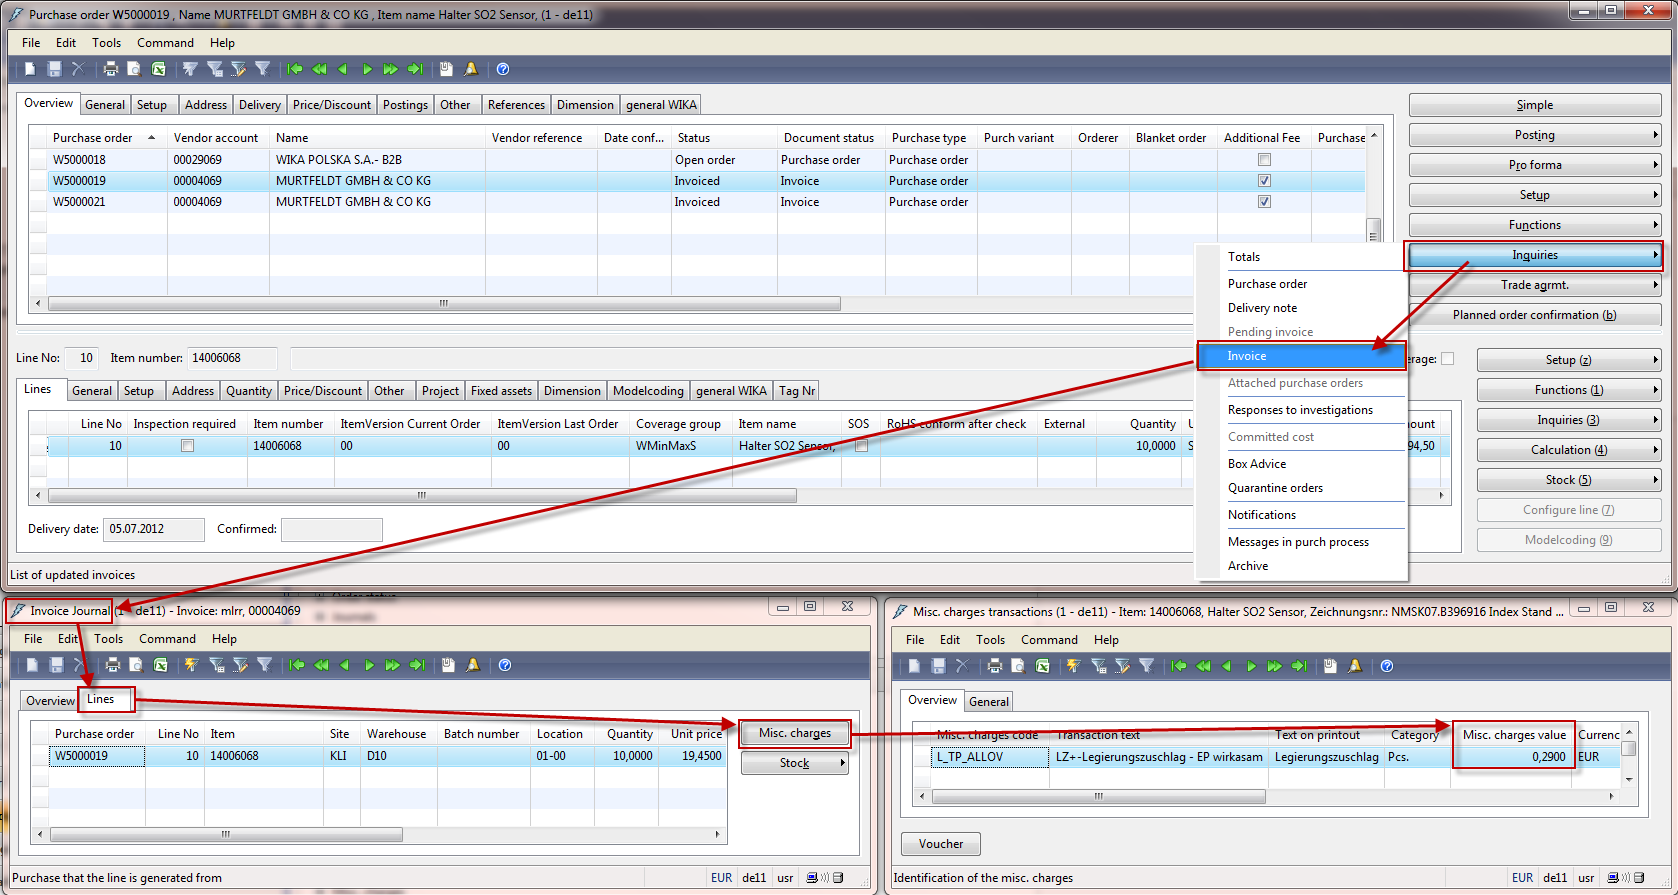 Purchase order W5000019 , Name MURTFELDT GMBH & CO KG , Item name Halter SO2 Sensor, (1 - de11)
File Edit Tools Command Help
Overview General Setup Address Delivery Price/Discount Postings Other References Dimension general WIKA
Purchase order Vendor account Name Vendor reference Date conf... Status Document status Purchase type Purch variant Orderer Blanket order Additional Fee Purchase
W5000018 00029069 WIKA POLSKA S.A.- B2B Open order Purchase order Purchase order
W5000019 00004069 MURTFELDT GMBH & CO KG Invoiced Invoice Purchase order
W5000021 00004069 MURTFELDT GMBH & CO KG Invoiced Invoice Purchase order
Simple
Posting
Pro forma
Setup
Functions
Inquiries
Trade agrmt.
Planned order confirmation (b)
Totals
Purchase order
Delivery note
Pending invoice
Invoice
Attached purchase orders
Responses to investigations
Committed cost
Box Advice
Quarantine orders
Notifications
Messages in purch process
Archive
Line No: 10 Item number: 14006068
erage:
Lines General Setup Address Quantity Price/Discount Other Project Fixed assets Dimension Modelcoding general WIKA Tag Nr
Line No Inspection required Item number ItemVersion Current Order ItemVersion Last Order Coverage group Item name SOS RoHS conform after check External Quantity U ount
10 14006068 00 00 WMinMaxS Halter SO2 Sensor, 10,0000 S 94,50
Setup (z)
Functions (1)
Inquiries (3)
Calculation (4)
Stock (5)
Configure line (7)
Modelcoding (9)
Delivery date: 05.07.2012 Confirmed:
List of updated invoices
Invoice Journal (1 - de11) - Invoice: mlrr, 00004069
File Edit Tools Command Help
Overview Lines
Purchase order Line No Item Site Warehouse Batch number Location Quantity Unit price
W5000019 10 14006068 KLI D10 01-00 10,0000 19,4500
Misc. charges
Stock
Purchase that the line is generated from EUR de11 usr
Misc. charges transactions (1 - de11) - Item: 14006068, Halter SO2 Sensor, Zeichnungsnr.: NMSK07.B396916 Index Stand ...
File Edit Tools Command Help
Overview General
Misc. charges code Transaction text Text on printout Category Misc. charges value Currenc
L_TP_ALLOV LZ+-Legierungszuschlag - EP wirkasam Legierungszuschlag Pcs. 0,2900 EUR
Voucher
Identification of the misc. charges EUR de11 usr